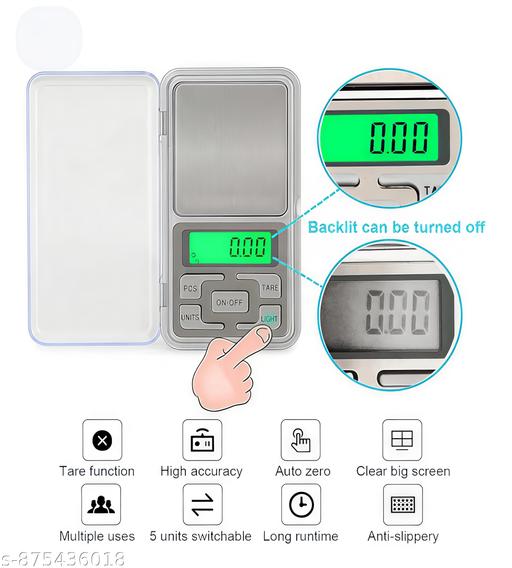 0.00
TA
Backlit can be turned off
0.00
0.00
PCS
TARE
ON·OFF
UNITS
LIGHT
Tare function
High accuracy
Auto zero
Clear big screen
Multiple uses
5 units switchable
Long runtime
Anti-slippery
s-875436018